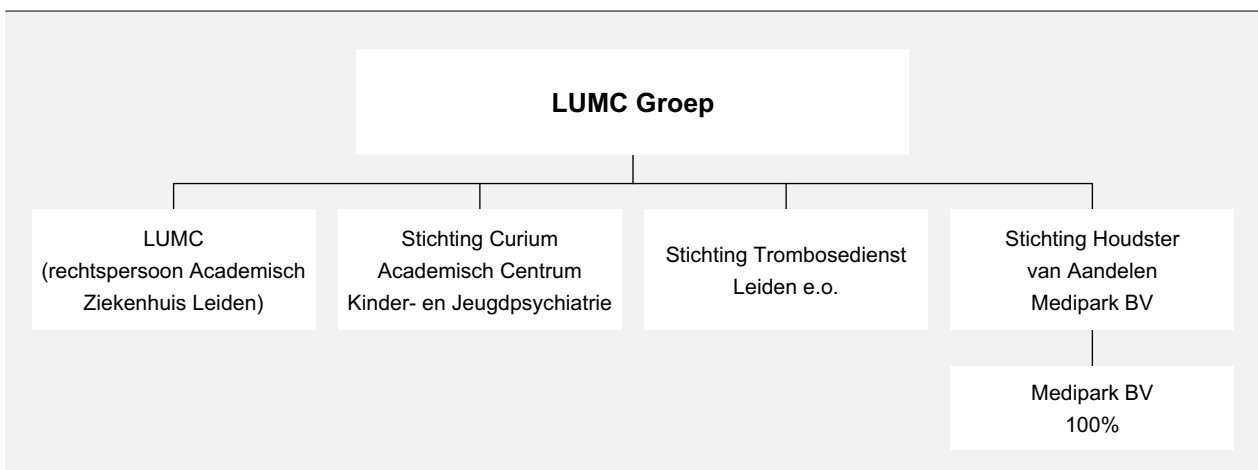 LUMC Groep
LUMC
(rechtspersoon Academisch
Ziekenhuis Leiden)
Stichting Curium
Academisch Centrum
Kinder- en Jeugdpsychiatrie
Stichting Trombosedienst
Leiden e.o.
Stichting Houdster
van Aandelen
Medipark BV
Medipark BV
100%